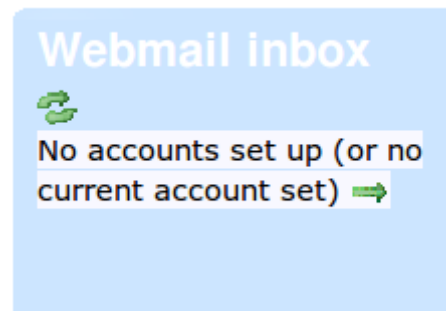 Webmail inbox
No accounts set up (or no
current account set)